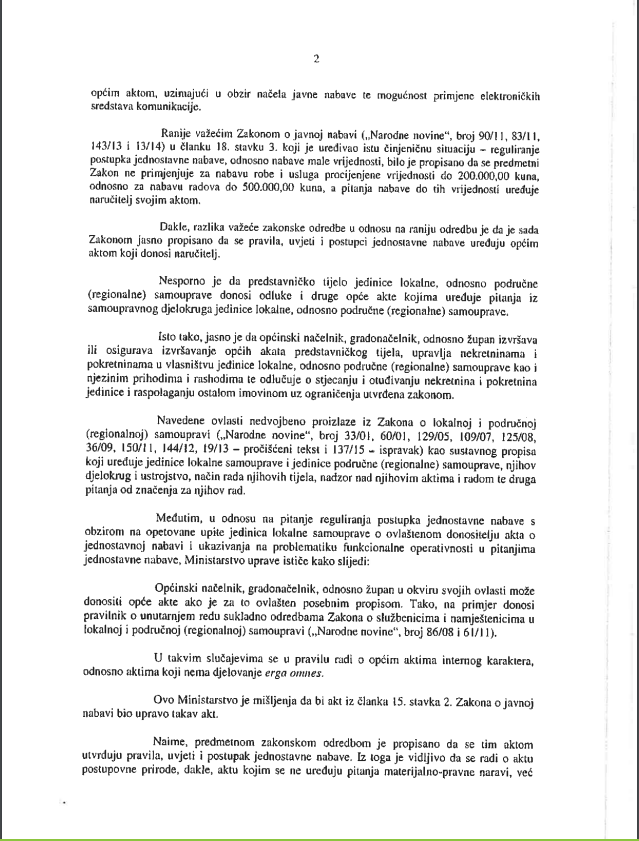 2
općim aktom, uzimajući u obzir načela javne nabave te mogućnost primjene elektroničkih
sredstava komunikacije.
Ranije važećim Zakonom o javnoj nabavi („Narodne novine“, broj 90/11, 83/11,
143/13 i 13/14) u članku 18. stavku 3. koji je uređivao istu činjeničnu situaciju – reguliranje
postupka jednostavne nabave, odnosno nabave male vrijednosti, bilo je propisano da se predmetni
Zakon ne primjenjuje za nabavu robe i usluga procijenjene vrijednosti do 200.000,00 kuna,
odnosno za nabavu radova do 500.000,00 kuna, a pitanja nabave do tih vrijednosti uređuje
naručitelj svojim aktom.
Dakle, razlika važeće zakonske odredbe u odnosu na raniju odredbu je da je sada
Zakonom jasno propisano da se pravila, uvjeti i postupci jednostavne nabave uređuju općim
aktom koji donosi naručitelj.
Nesporno je da predstavničko tijelo jedinice lokalne, odnosno područne
(regionalne) samouprave donosi odluke i druge opće akte kojima uređuje pitanja iz
samoupravnog djelokruga jedinice lokalne, odnosno područne (regionalne) samouprave.
Isto tako, jasno je da općinski načelnik, gradonačelnik, odnosno župan izvršava
ili osigurava izvršavanje općih akata predstavničkog tijela, upravlja nekretninama i
pokretninama u vlasništvu jedinice lokalne, odnosno područne (regionalne) samouprave kao i
njezinim prihodima i rashodima te odlučuje o stjecanju i otuđivanju nekretnina i pokretnina
jedinice i raspolaganju ostalom imovinom uz ograničenja utvrđena zakonom.
Navedene ovlasti nedvojbeno proizlaze iz Zakona o lokalnoj i područnoj
(regionalnoj) samoupravi („Narodne novine“, broj 33/01, 60/01, 129/05, 109/07, 125/08,
36/09, 150/11, 144/12, 19/13 – pročišćeni tekst i 137/15 – ispravak) kao sustavnog propisa
koji uređuje jedinice lokalne samouprave i jedinice područne (regionalne) samouprave, njihov
djelokrug i ustrojstvo, način rada njihovih tijela, nadzor nad njihovim aktima i radom te druga
pitanja od značenja za njihov rad.
Međutim, u odnosu na pitanje reguliranja postupka jednostavne nabave s
obzirom na opetovane upite jedinica lokalne samouprave o ovlaštenom donositelju akta o
jednostavnoj nabavi i ukazivanja na problematiku funkcionalne operativnosti u pitanjima
jednostavne nabave, Ministarstvo uprave ističe kako slijedi:
Općinski načelnik, gradonačelnik, odnosno župan u okviru svojih ovlasti može
donositi opće akte ako je za to ovlašten posebnim propisom. Tako, na primjer donosi
pravilnik o unutarnjem redu sukladno odredbama Zakona o službenicima i namještenicima u
lokalnoj i područnoj (regionalnoj) samoupravi („Narodne novine“, broj 86/08 i 61/11).
U takvim slučajevima se u pravilu radi o općim aktima internog karaktera,
odnosno aktima koji nema djelovanje erga omnes.
Ovo Ministarstvo je mišljenja da bi akt iz članka 15. stavka 2. Zakona o javnoj
nabavi bio upravo takav akt.
Naime, predmetnom zakonskom odredbom je propisano da se tim aktom
utvrđuju pravila, uvjeti i postupak jednostavne nabave. Iz toga je vidljivo da se radi o aktu
postupovne prirode, dakle, aktu kojim se ne uređuju pitanja materijalno-pravne naravi, već